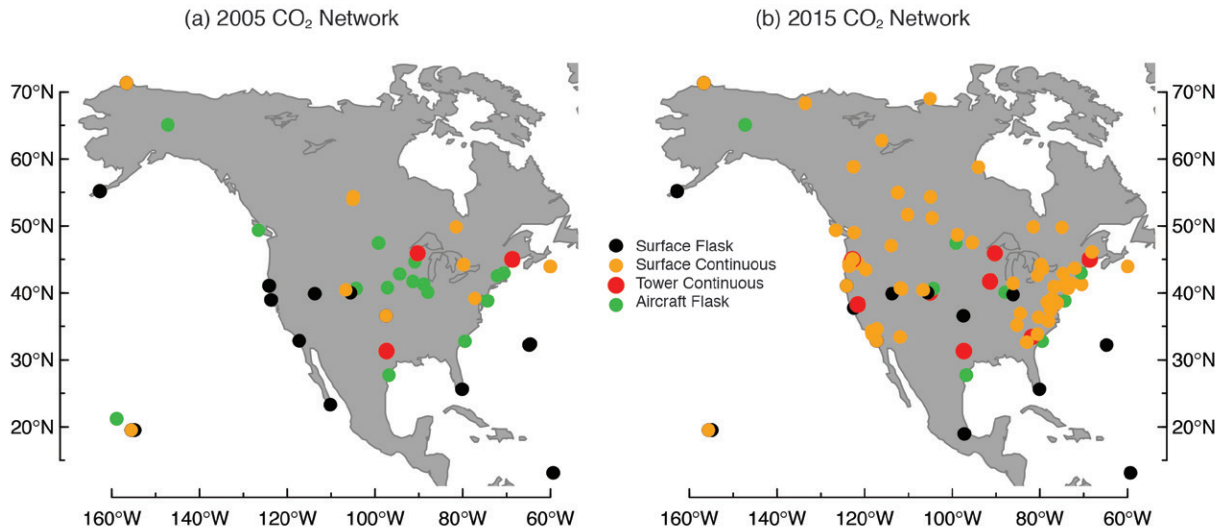 (a) 2005 CO₂ Network
(b) 2015 CO₂ Network
70°N
60°N
50°N
40°N
30°N
20°N
Surface Flask
Surface Continuous
Tower Continuous
Aircraft Flask
70°N
60°N
50°N
40°N
30°N
20°N
160°W 140°W 120°W 100°W 80°W 60°W
160°W 140°W 120°W 100°W 80°W 60°W